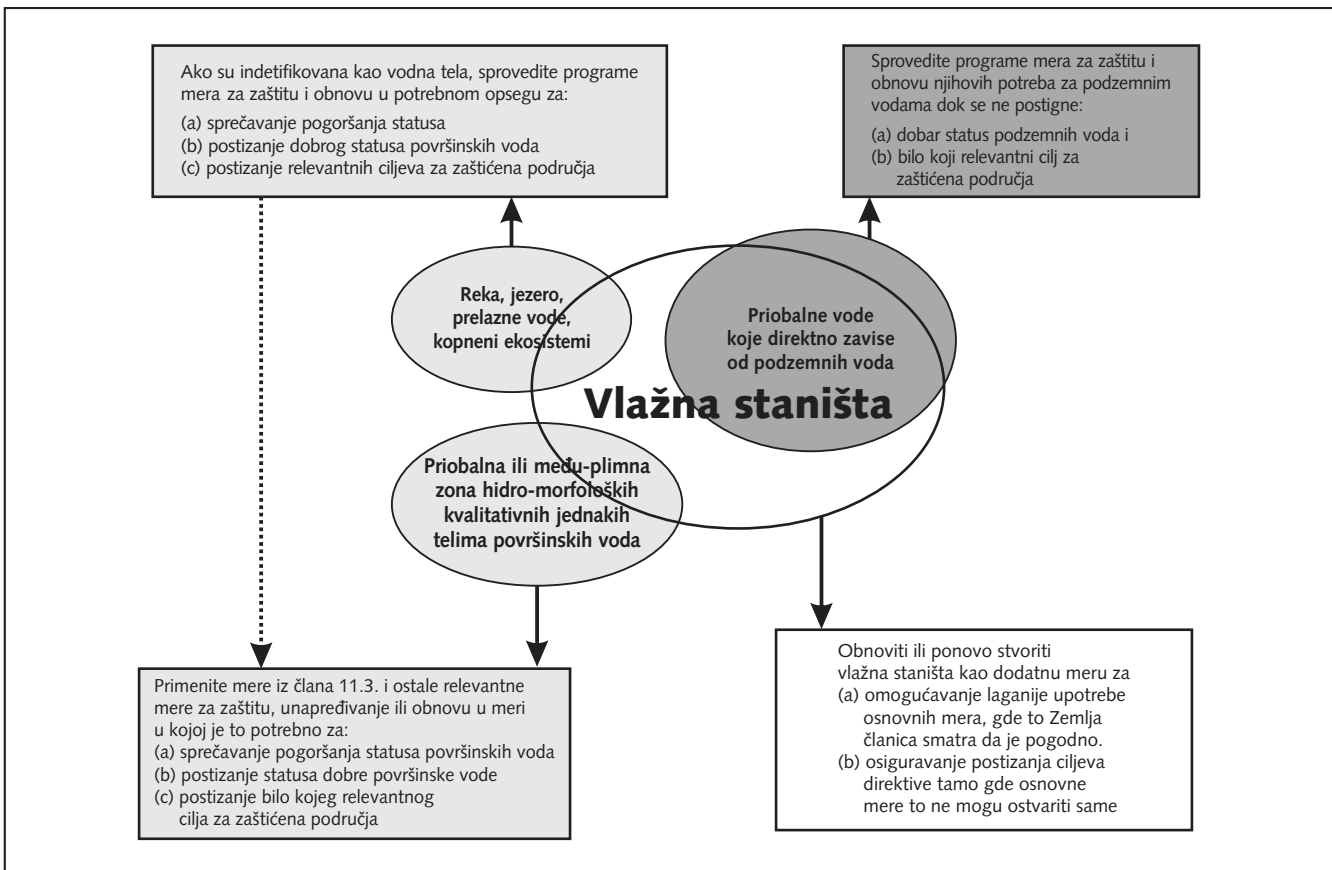 Ako su indetifikovana kao vodna tela, sprovedite programe
mera za zaštitu i obnovu u potrebnom opsegu za:
(a) sprečavanje pogoršanja statusa
(b) postizanje dobrog statusa površinskih voda
(c) postizanje relevantnih ciljeva za zaštićena područja
Sprovedite programe mera za zaštitu i
obnovu njihovih potreba za podzemnim
vodama dok se ne postigne:
(a) dobar status podzemnih voda i
(b) bilo koji relevantni cilj za
zaštićena područja
Reka, jezero,
prelazne vode,
kopneni ekosistemi
Priobalne vode
koje direktno zavise
od podzemnih voda
Vlažna staništa
Priobalna ili među-plimna
zona hidro-morfoloških
kvalitativnih jednakih
telima površinskih voda
Primenite mere iz člana 11.3. i ostale relevantne
mere za zaštitu, unapređivanje ili obnovu u meri
u kojoj je to potrebno za:
(a) sprečavanje pogoršanja statusa površinskih voda
(b) postizanje statusa dobre površinske vode
(c) postizanje bilo kojeg relevantnog
cilja za zaštićena područja
Obnoviti ili ponovo stvoriti
vlažna staništa kao dodatnu meru za
(a) omogućavanje laganije upotrebe
osnovnih mera, gde to Zemlja
članica smatra da je pogodno.
(b) osiguravanje postizanja ciljeva
direktive tamo gde osnovne
mere to ne mogu ostvariti same